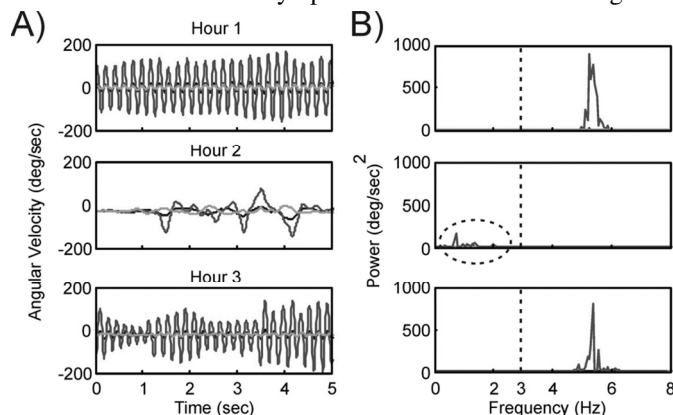 A)
Hour 1
200
0
-200
Hour 2
200
0
-200
Hour 3
200
0
-200
0 1 2 3 4 5
Time (sec)
Angular Velocity (deg/sec)
B)
1000
500
0
1000
500
0
1000
500
0
0 2 3 4 6 8
Frequency (Hz)
Power (deg/sec)2